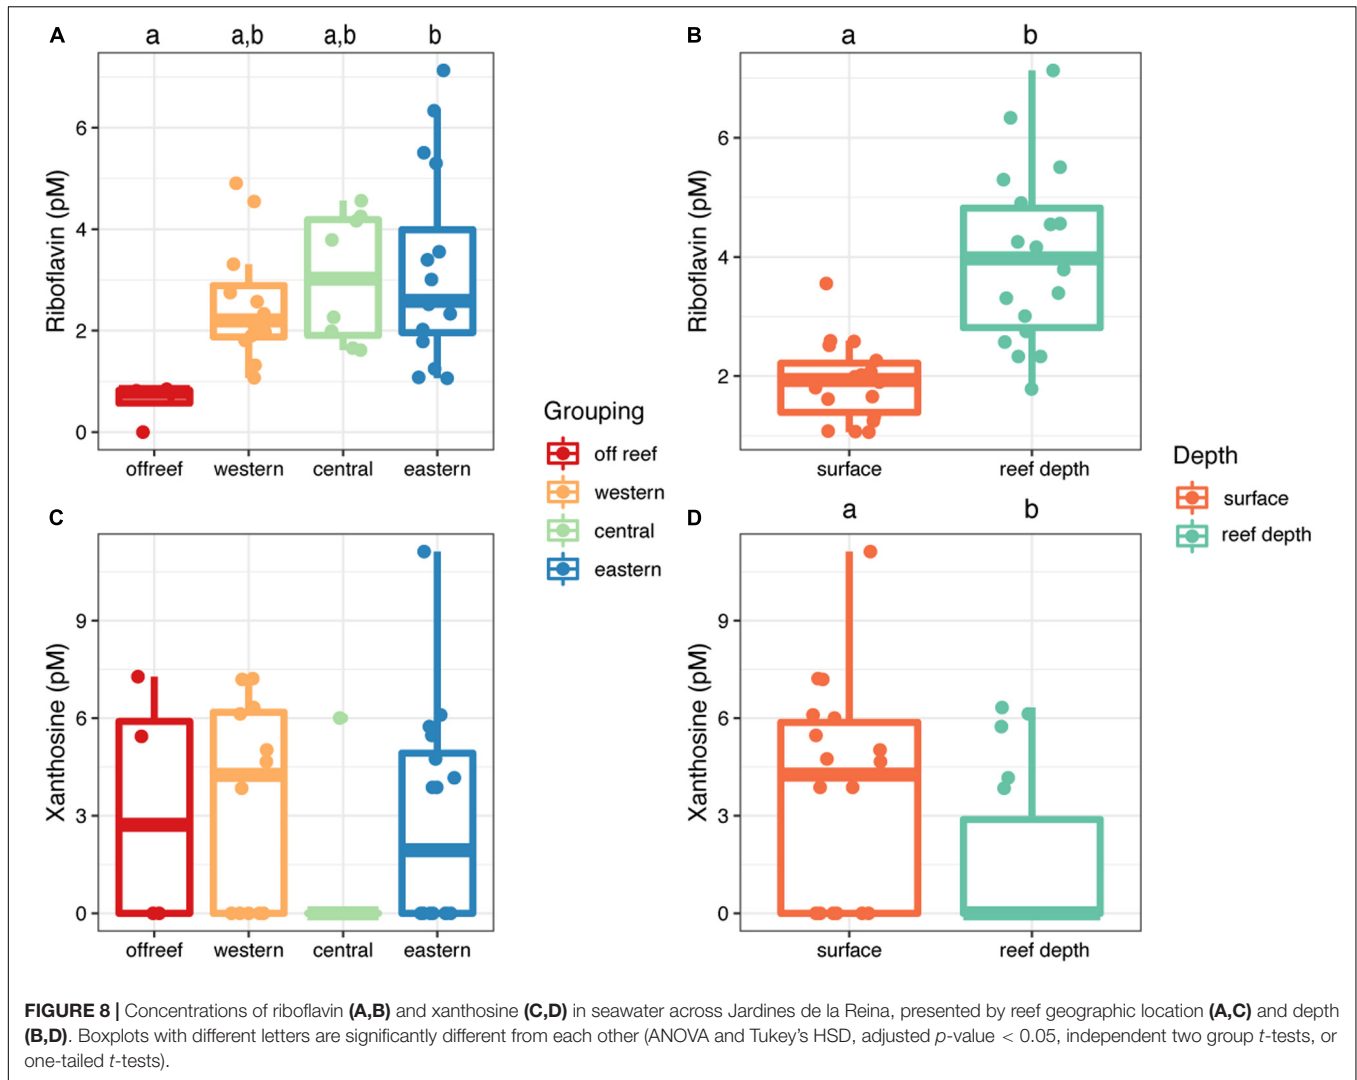 A
a a,b a,b b
Riboflavin (pM)
6
4
2
0
offreef western central eastern
B
a b
Riboflavin (pM)
6
4
2
surface reef depth
Grouping
off reef
western
central
eastern
Depth
surface
reef depth
C
Xanthosine (pM)
9
6
3
0
offreef western central eastern
D
a b
Xanthosine (pM)
9
6
3
0
surface reef depth
FIGURE 8 | Concentrations of riboflavin (A,B) and xanthosine (C,D) in seawater across Jardines de la Reina, presented by reef geographic location (A,C) and depth
(B,D). Boxplots with different letters are significantly different from each other (ANOVA and Tukey's HSD, adjusted p-value < 0.05, independent two group t-tests, or
one-tailed t-tests).